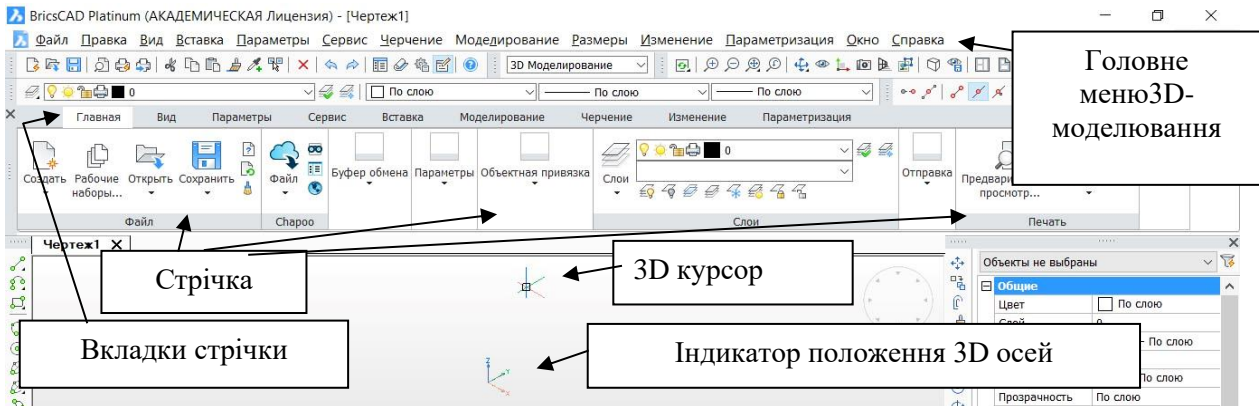 BricsCAD Platinum (АКАДЕМИЧЕСКАЯ Лицензия) - [Чертеж1]
Файл Правка Вид Вставка Параметры Сервис Черчение Моделирование Размеры Изменение Параметризация Окно Справка
Головне
меню3D-
моделювання
3D Моделирование
0 По слою По слою По слою
Главная Вид Параметры Сервис Вставка Моделирование Черчение Изменение Параметризация
0
Создать Рабочие наборы... Открыть Сохранить Файл Буфер обмена Параметры Объектная привязка Слои Отправка
просмотр...
Файл Chapoo Слои Печать
Чертеж1
Стрічка
3D курсор
Объекты не выбраны
Общие
Цвет По слою
Вкладки стрічки
Індикатор положення 3D осей
По слою
По слою
Прозрачность По слою